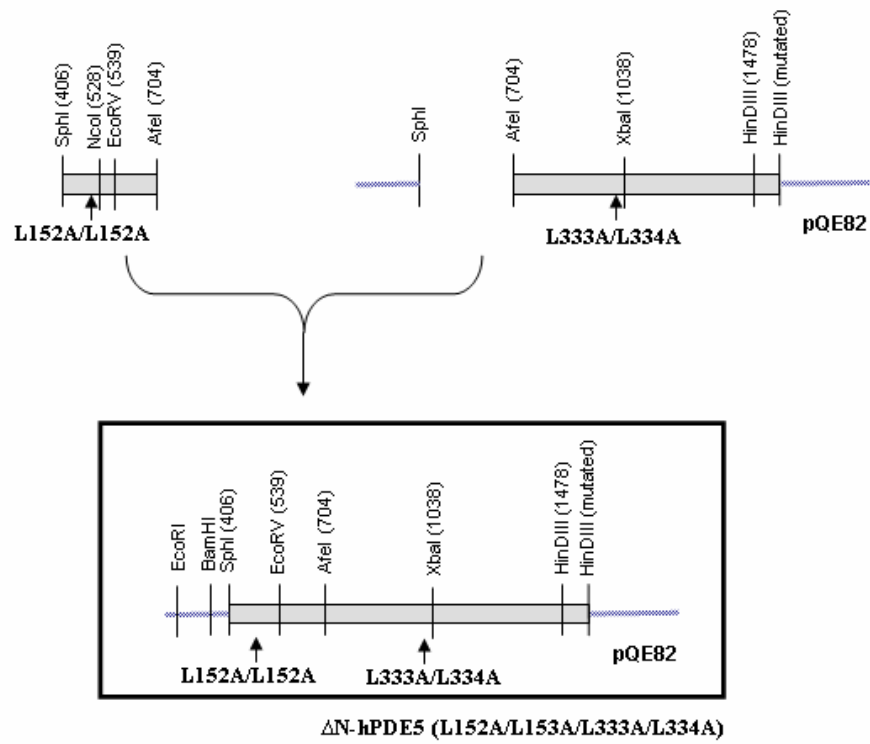 SphI (406)
NcoI (528)
EcoRV (539)
AfeI (704)
SphI
AfeI (704)
XbaI (1038)
HinDIII (1478)
HinDIII (mutated)
L152A/L152A
L333A/L334A
pQE82
EcoRI
BamHI
SphI (406)
EcoRV (539)
AfeI (704)
XbaI (1038)
HinDIII (1478)
HinDIII (mutated)
L152A/L152A
L333A/L334A
pQE82
ΔN-hPDE5 (L152A/L153A/L333A/L334A)